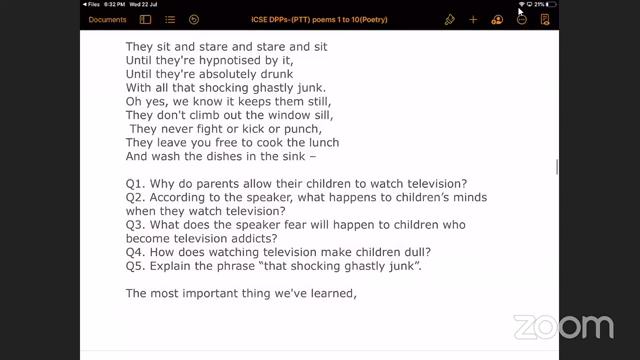 Files 6:32 PM Wed 22 Jul
21%
Documents
ICSE DPPs-(PTT) poems 1 to 10(Poetry)
They sit and stare and stare and sit
Until they're hypnotised by it,
Until they're absolutely drunk
With all that shocking ghastly junk.
Oh yes, we know it keeps them still,
They don't climb out the window sill,
They never fight or kick or punch,
They leave you free to cook the lunch
And wash the dishes in the sink –
Q1. Why do parents allow their children to watch television?
Q2. According to the speaker, what happens to children's minds
when they watch television?
Q3. What does the speaker fear will happen to children who
become television addicts?
Q4. How does watching television make children dull?
Q5. Explain the phrase "that shocking ghastly junk".
The most important thing we've learned,
zoom